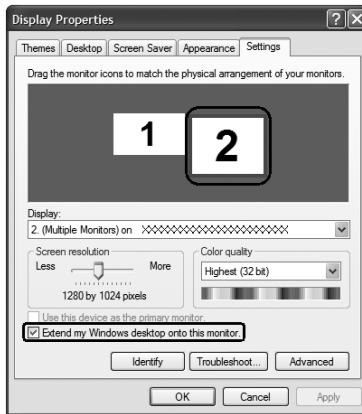 Display Properties
Themes Desktop Screen Saver Appearance Settings
Drag the monitor icons to match the physical arrangement of your monitors.
1 2
Display:
2. (Multiple Monitors) on XXXXXXXXXXXXXXXXXXXXX
Screen resolution
Less More
1280 by 1024 pixels
Color quality
Highest (32 bit)
Use this device as the primary monitor.
Extend my Windows desktop onto this monitor.
Identify Troubleshoot... Advanced
OK Cancel Apply